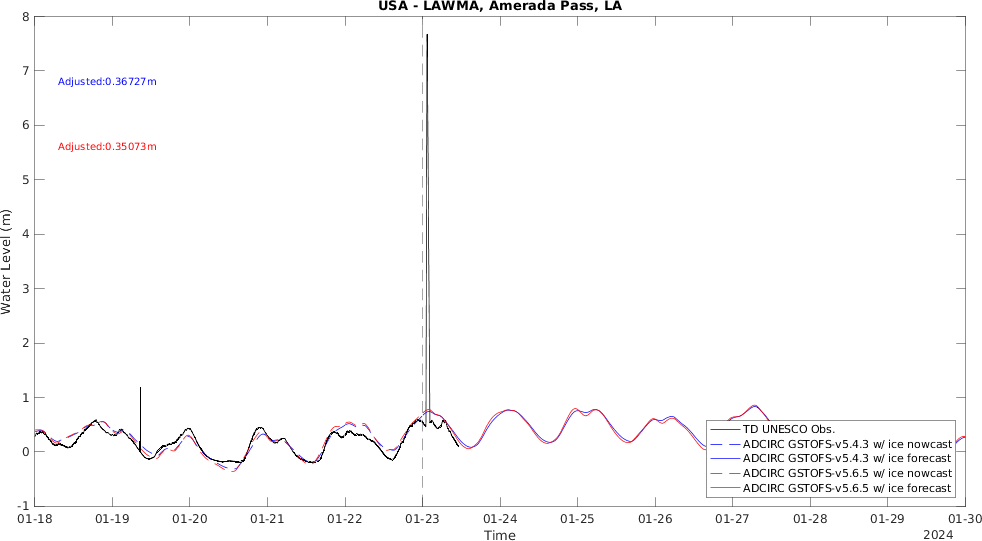 USA - LAWMA, Amerada Pass, LA
8
7
6
5
4
3
2
1
0
-1
Water Level (m)
Adjusted:0.36727m
Adjusted:0.35073m
TD UNESCO Obs.
ADCIRC GSTOFS-v5.4.3 w/ ice nowcast
ADCIRC GSTOFS-v5.4.3 w/ ice forecast
ADCIRC GSTOFS-v5.6.5 w/ ice nowcast
ADCIRC GSTOFS-v5.6.5 w/ ice forecast
01-18 01-19 01-20 01-21 01-22 01-23 01-24 01-25 01-26 01-27 01-28 01-29 01-30
Time
2024